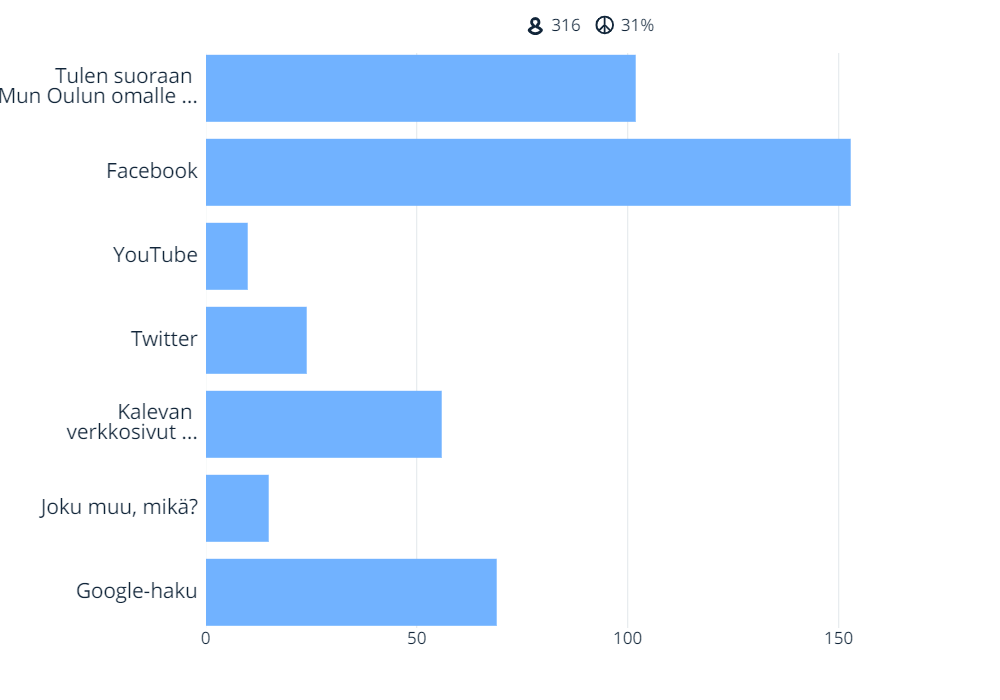 316 31%
Tulen suoraan
Mun Oulun omalle ...
Facebook
YouTube
Twitter
Kalevan
verkkosivut ...
Joku muu, mikä?
Google-haku
0 50 100 150